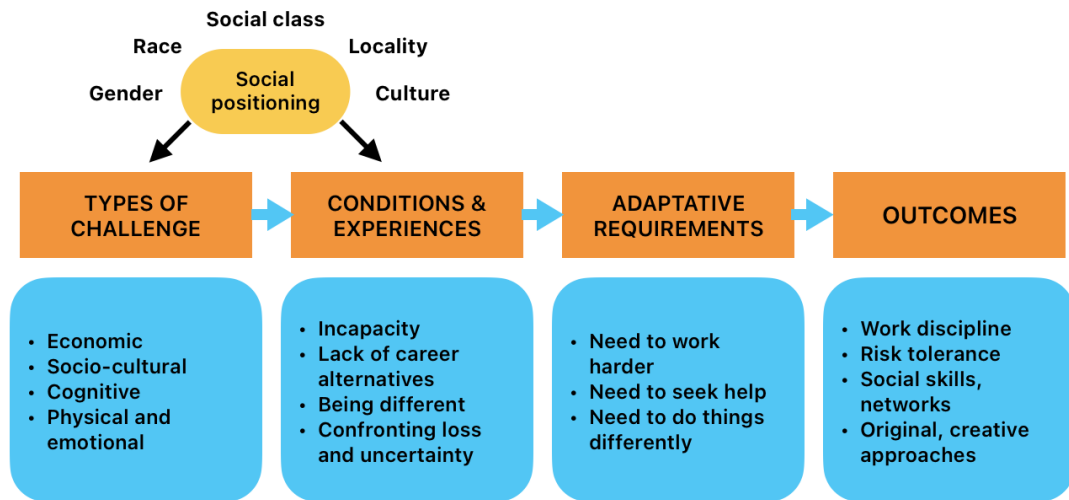 Social class
Race
Locality
Gender
Social
positioning
Culture
TYPES OF
CHALLENGE
CONDITIONS &
EXPERIENCES
ADAPTATIVE
REQUIREMENTS
OUTCOMES
• Economic
• Socio-cultural
• Cognitive
• Physical and
emotional
• Incapacity
• Lack of career
alternatives
• Being different
• Confronting loss
and uncertainty
• Need to work
harder
• Need to seek help
• Need to do things
differently
• Work discipline
• Risk tolerance
• Social skills,
networks
• Original, creative
approaches